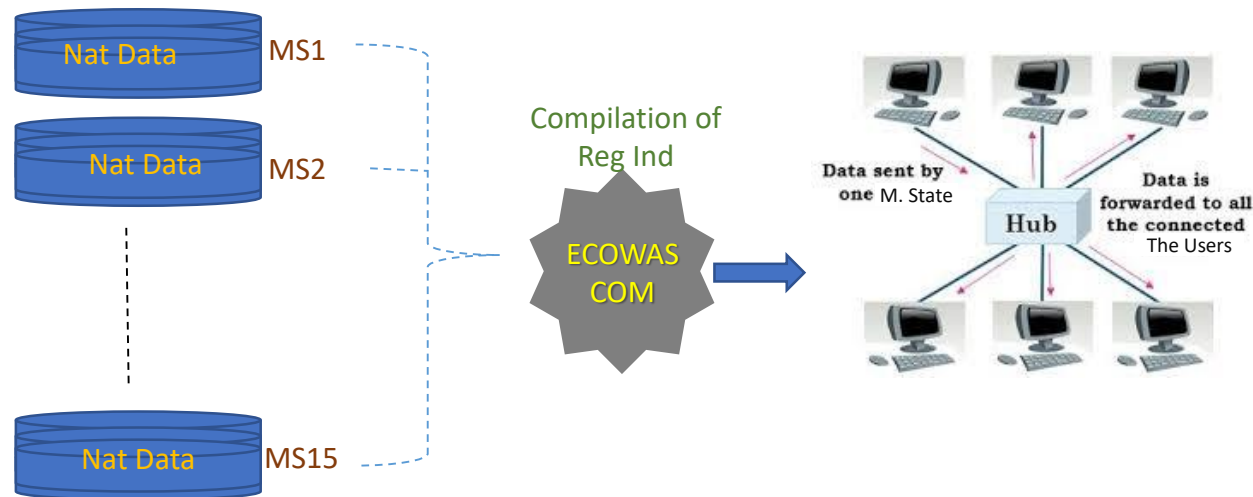 Nat Data
MS1
Nat Data
MS2
Nat Data
MS15
Compilation of
Reg Ind
ECOWAS
COM
Data sent by
one M. State
Hub
Data is
forwarded to all
the connected
The Users